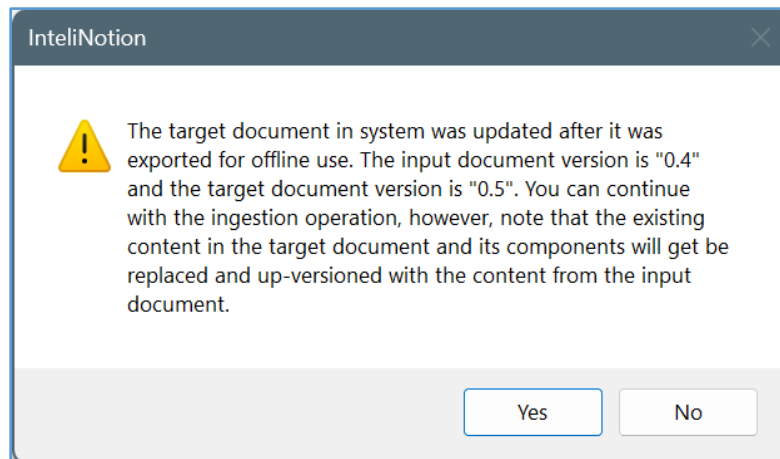 InteliNotion
The target document in system was updated after it was
exported for offline use. The input document version is "0.4"
and the target document version is "0.5". You can continue
with the ingestion operation, however, note that the existing
content in the target document and its components will get be
replaced and up-versioned with the content from the input
document.
Yes No